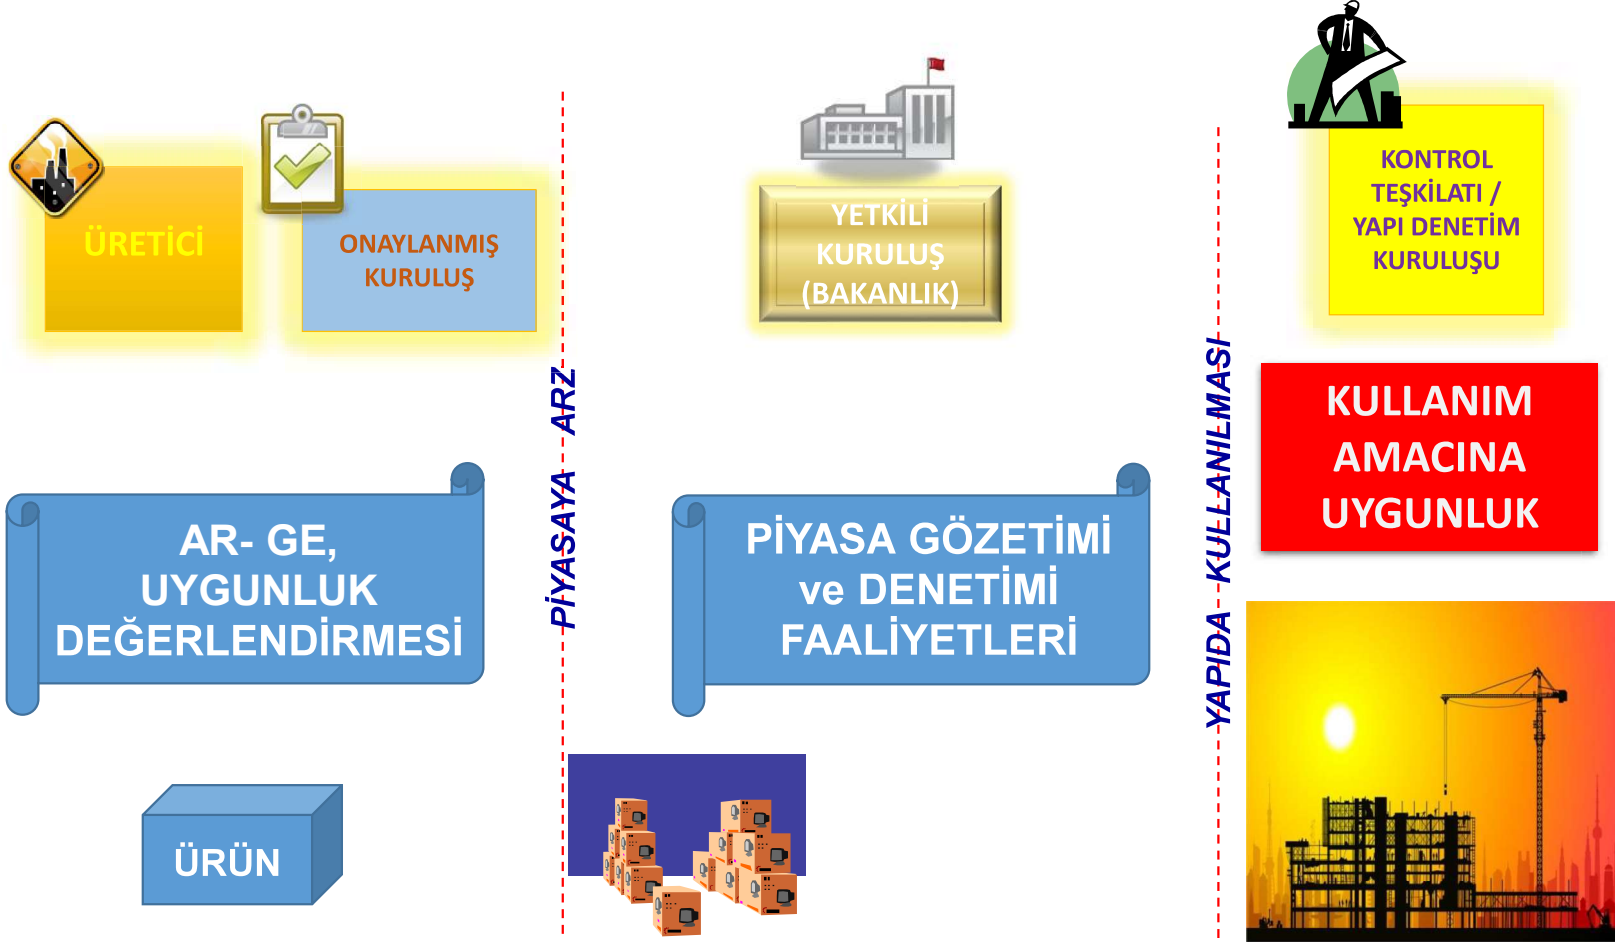 ÜRETİCİ
ONAYLANMIŞ
KURULUŞ
AR- GE,
UYGUNLUK
DEĞERLENDİRMESİ
ÜRÜN
PİYASAYA ARZ
YETKİLİ
KURULUŞ
(BAKANLIK)
PİYASA GÖZETİMİ
ve DENETİMİ
FAALİYETLERİ
YAPIDA KULLANILMASI
KONTROL
TEŞKİLATI /
YAPI DENETİM
KURULUŞU
KULLANIM
AMACINA
UYGUNLUK